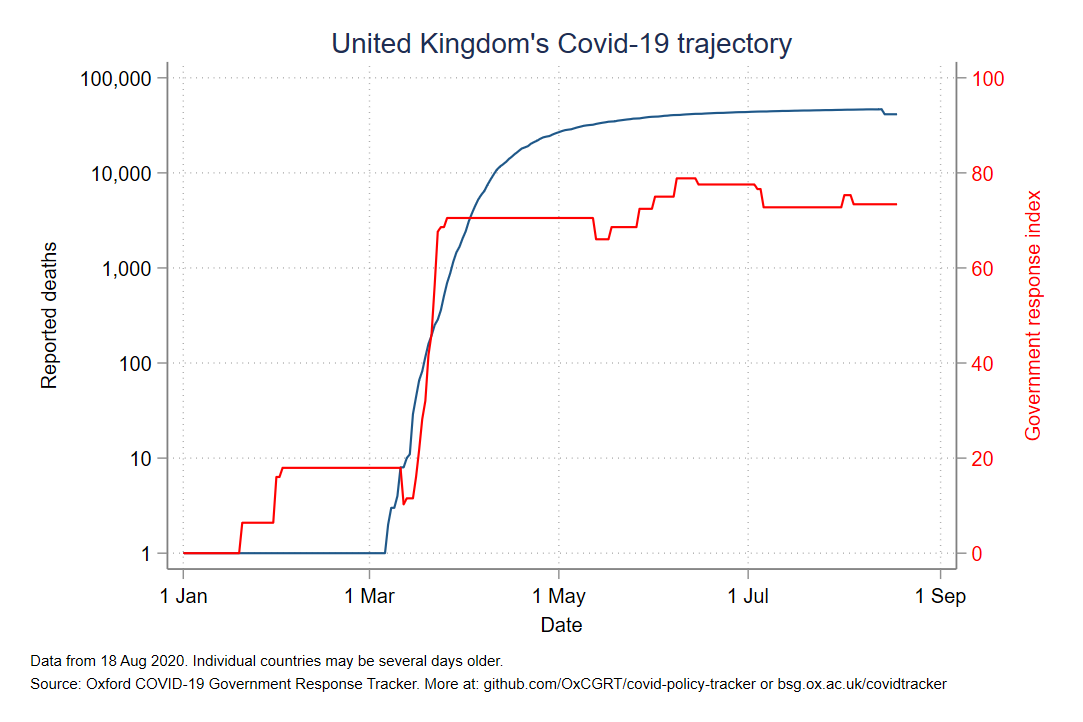 United Kingdom's Covid-19 trajectory
100,000
10,000
1,000
100
10
1
Reported deaths
100
80
60
40
20
0
Government response index
1 Jan
1 Mar
1 May
1 Jul
1 Sep
Date
Data from 18 Aug 2020. Individual countries may be several days older.
Source: Oxford COVID-19 Government Response Tracker. More at: github.com/OxCGRT/covid-policy-tracker or bsg.ox.ac.uk/covidtracker